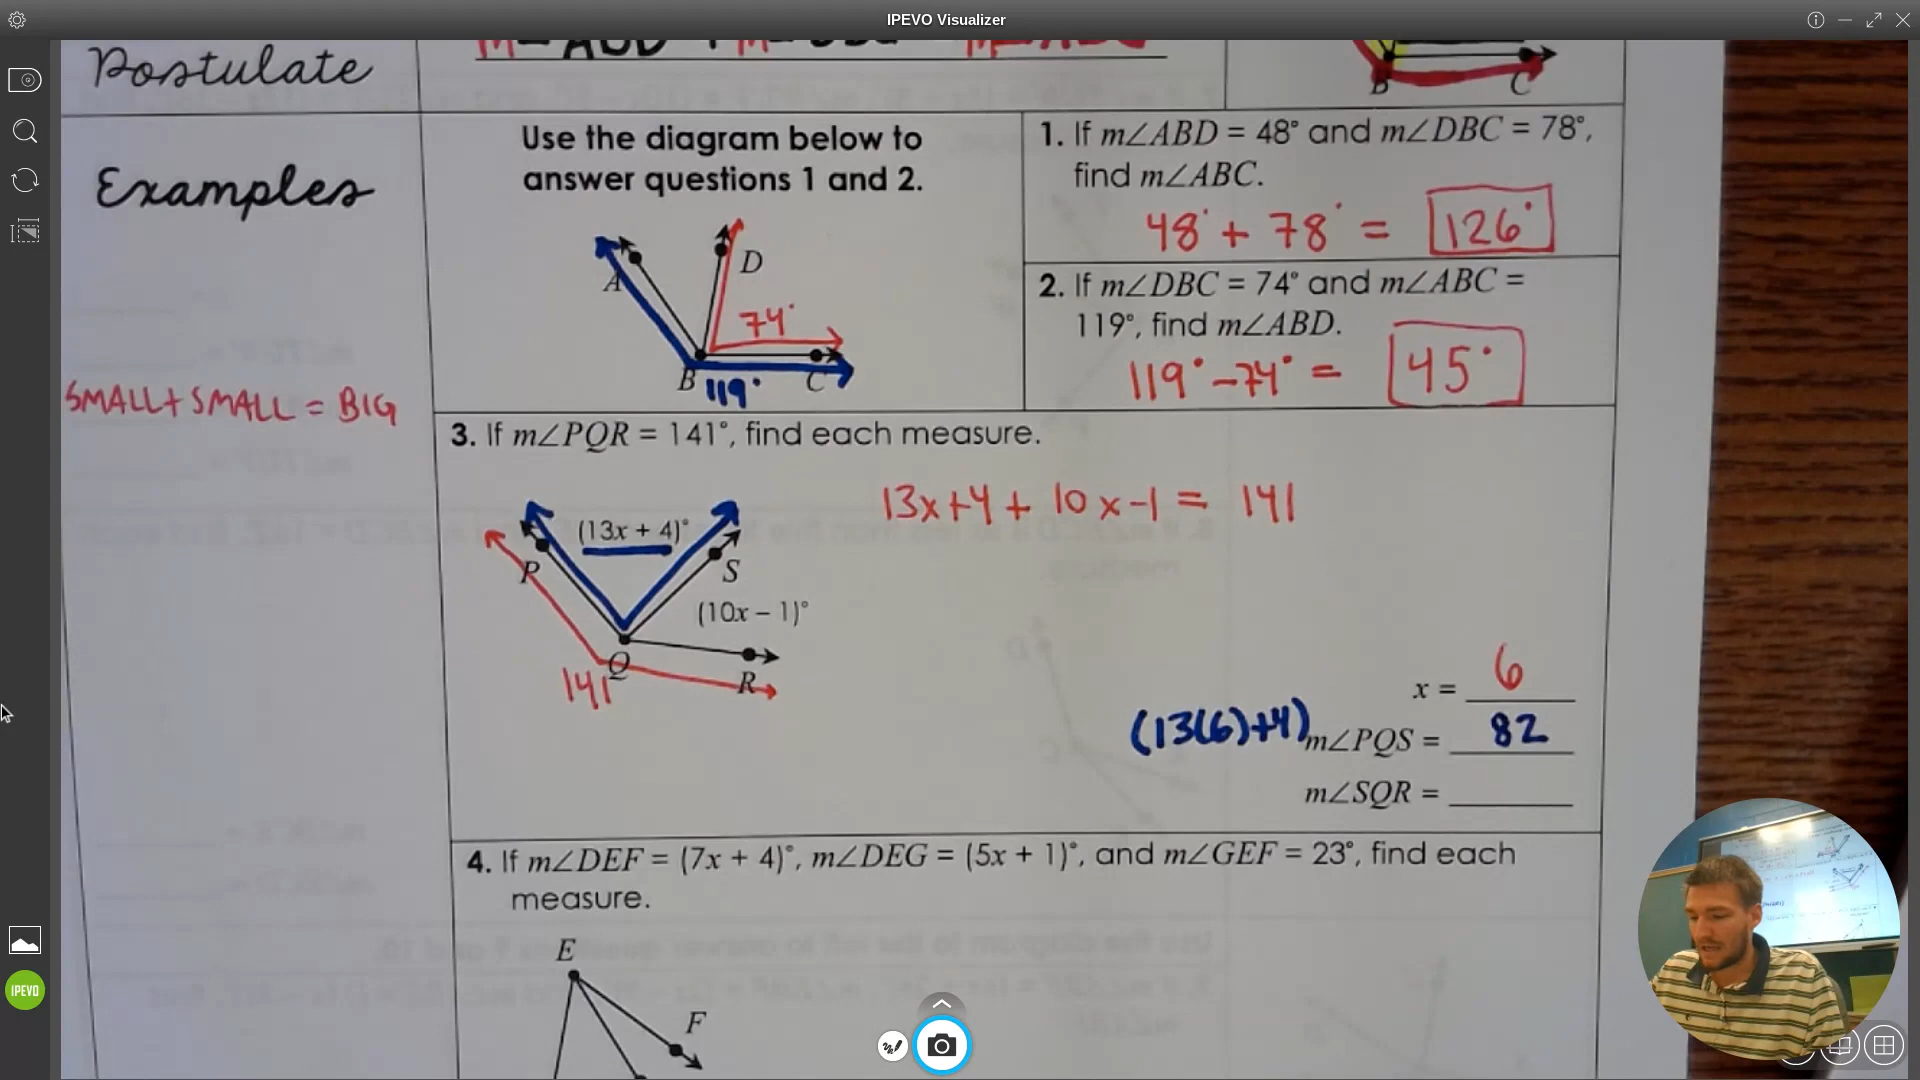 IPEVO Visualizer
Postulate
m∠ABD + m∠DBC = m∠ABC
B
C
Examples
Use the diagram below to
answer questions 1 and 2.
A
D
74°
B
119°
C
1. If m∠ABD = 48° and m∠DBC = 78°,
find m∠ABC.
48° + 78° = 126°
2. If m∠DBC = 74° and m∠ABC =
119°, find m∠ABD.
119° - 74° = 45°
SMALL + SMALL = BIG
3. If m∠PQR = 141°, find each measure.
13x+4 + 10x-1 = 141
(13x + 4)°
P
S
(10x – 1)°
Q
R
141
x = 6
(13(6)+4) m∠PQS = 82
m∠SQR =
4. If m∠DEF = (7x + 4)°, m∠DEG = (5x + 1)°, and m∠GEF = 23°, find each
measure.
E
F
IPEVO